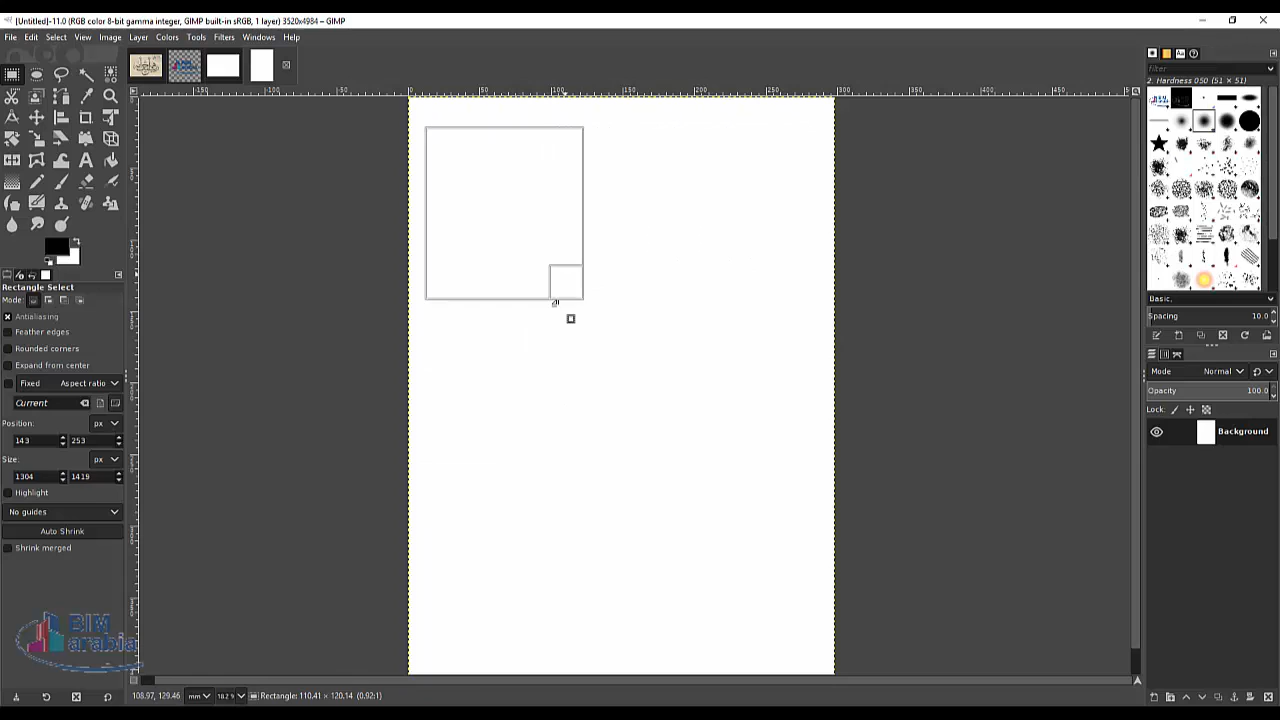 [Untitled]-11.0 (RGB color 8-bit gamma integer, GIMP built-in sRGB, 1 layer) 3520x4984 – GIMP
File Edit Select View Image Layer Colors Tools Filters Windows Help
filter
2. Hardness 050 (51 × 51)
Basic,
Spacing 10.0
Mode Normal
Opacity 100.0
Lock:
Background
Rectangle Select
Mode:
Antialiasing
Feather edges
Rounded corners
Expand from center
Fixed Aspect ratio
Current
Position: px
143 253
Size: px
1304 1419
Highlight
No guides
Auto Shrink
Shrink merged
BIM
arabia
108.97, 129.46 mm 18.2 % Rectangle: 110.41 × 120.14 (0.92:1)